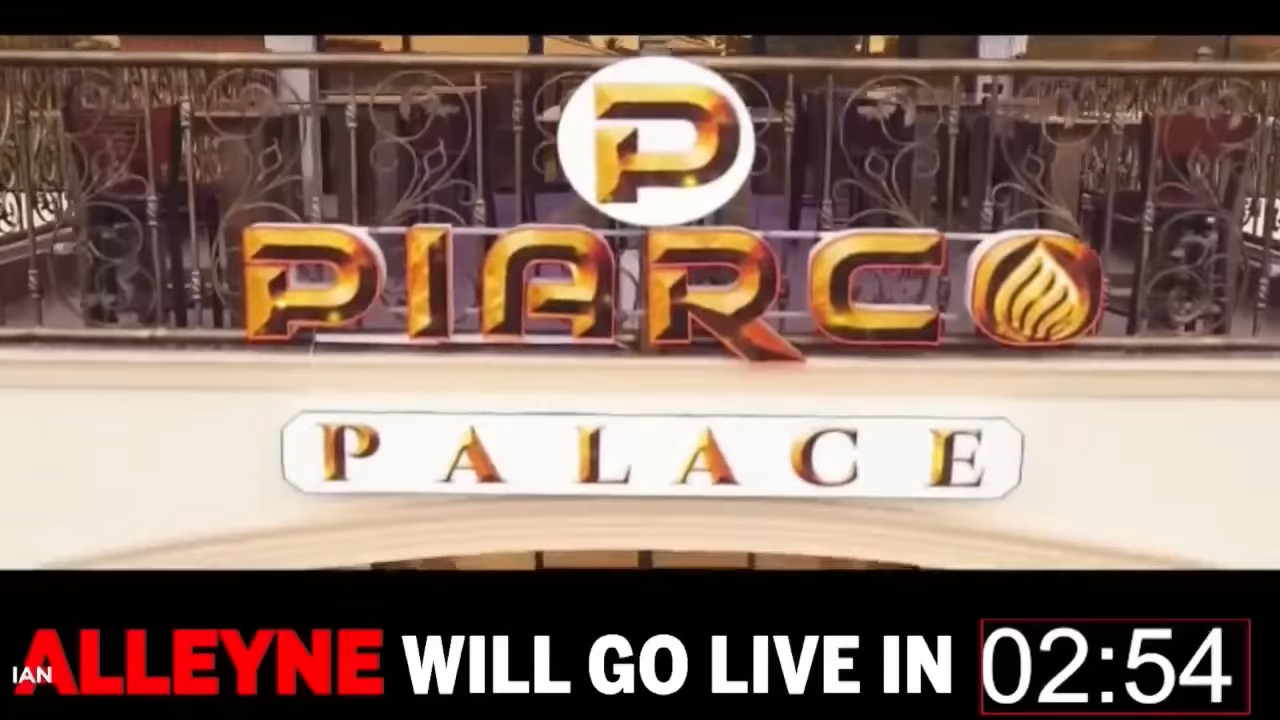 P
PIARCO
PALACE
IAN ALLEYNE WILL GO LIVE IN 02:54